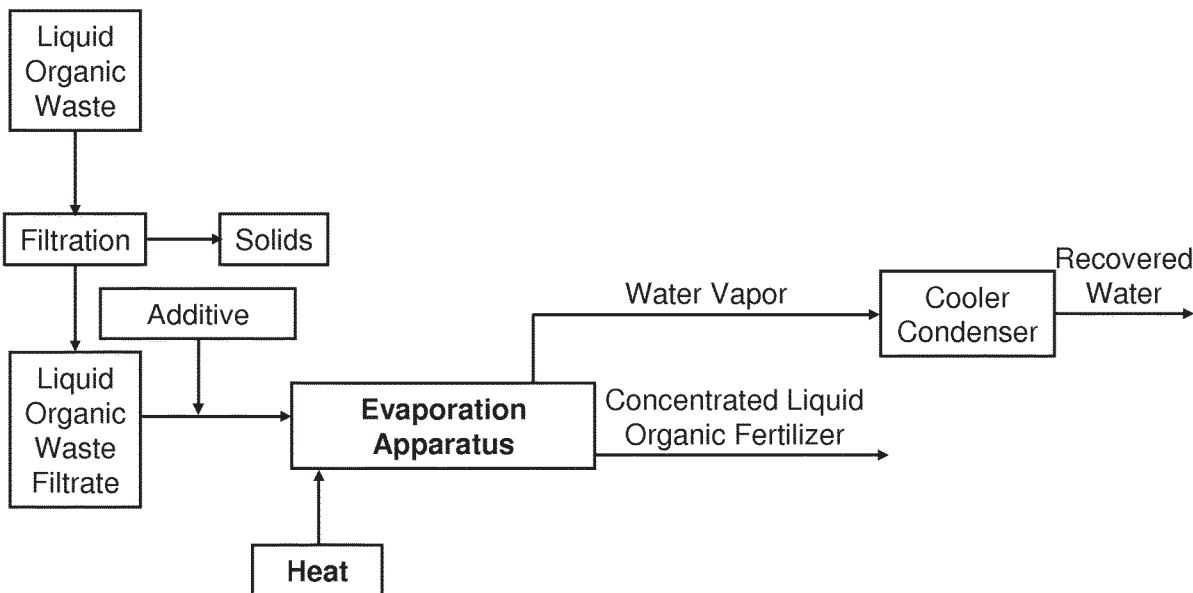 Liquid
Organic
Waste
Filtration
Solids
Additive
Liquid
Organic
Waste
Filtrate
Evaporation
Apparatus
Heat
Water Vapor
Cooler
Condenser
Recovered
Water
Concentrated Liquid
Organic Fertilizer